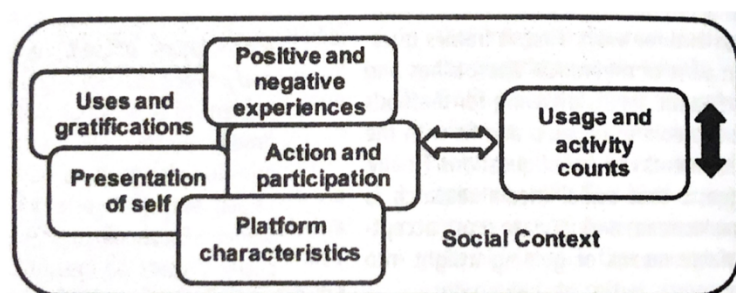 Positive and
negative
experiences
Uses and
gratifications
Action and
participation
Presentation
of self
Platform
characteristics
Usage and
activity
counts
Social Context